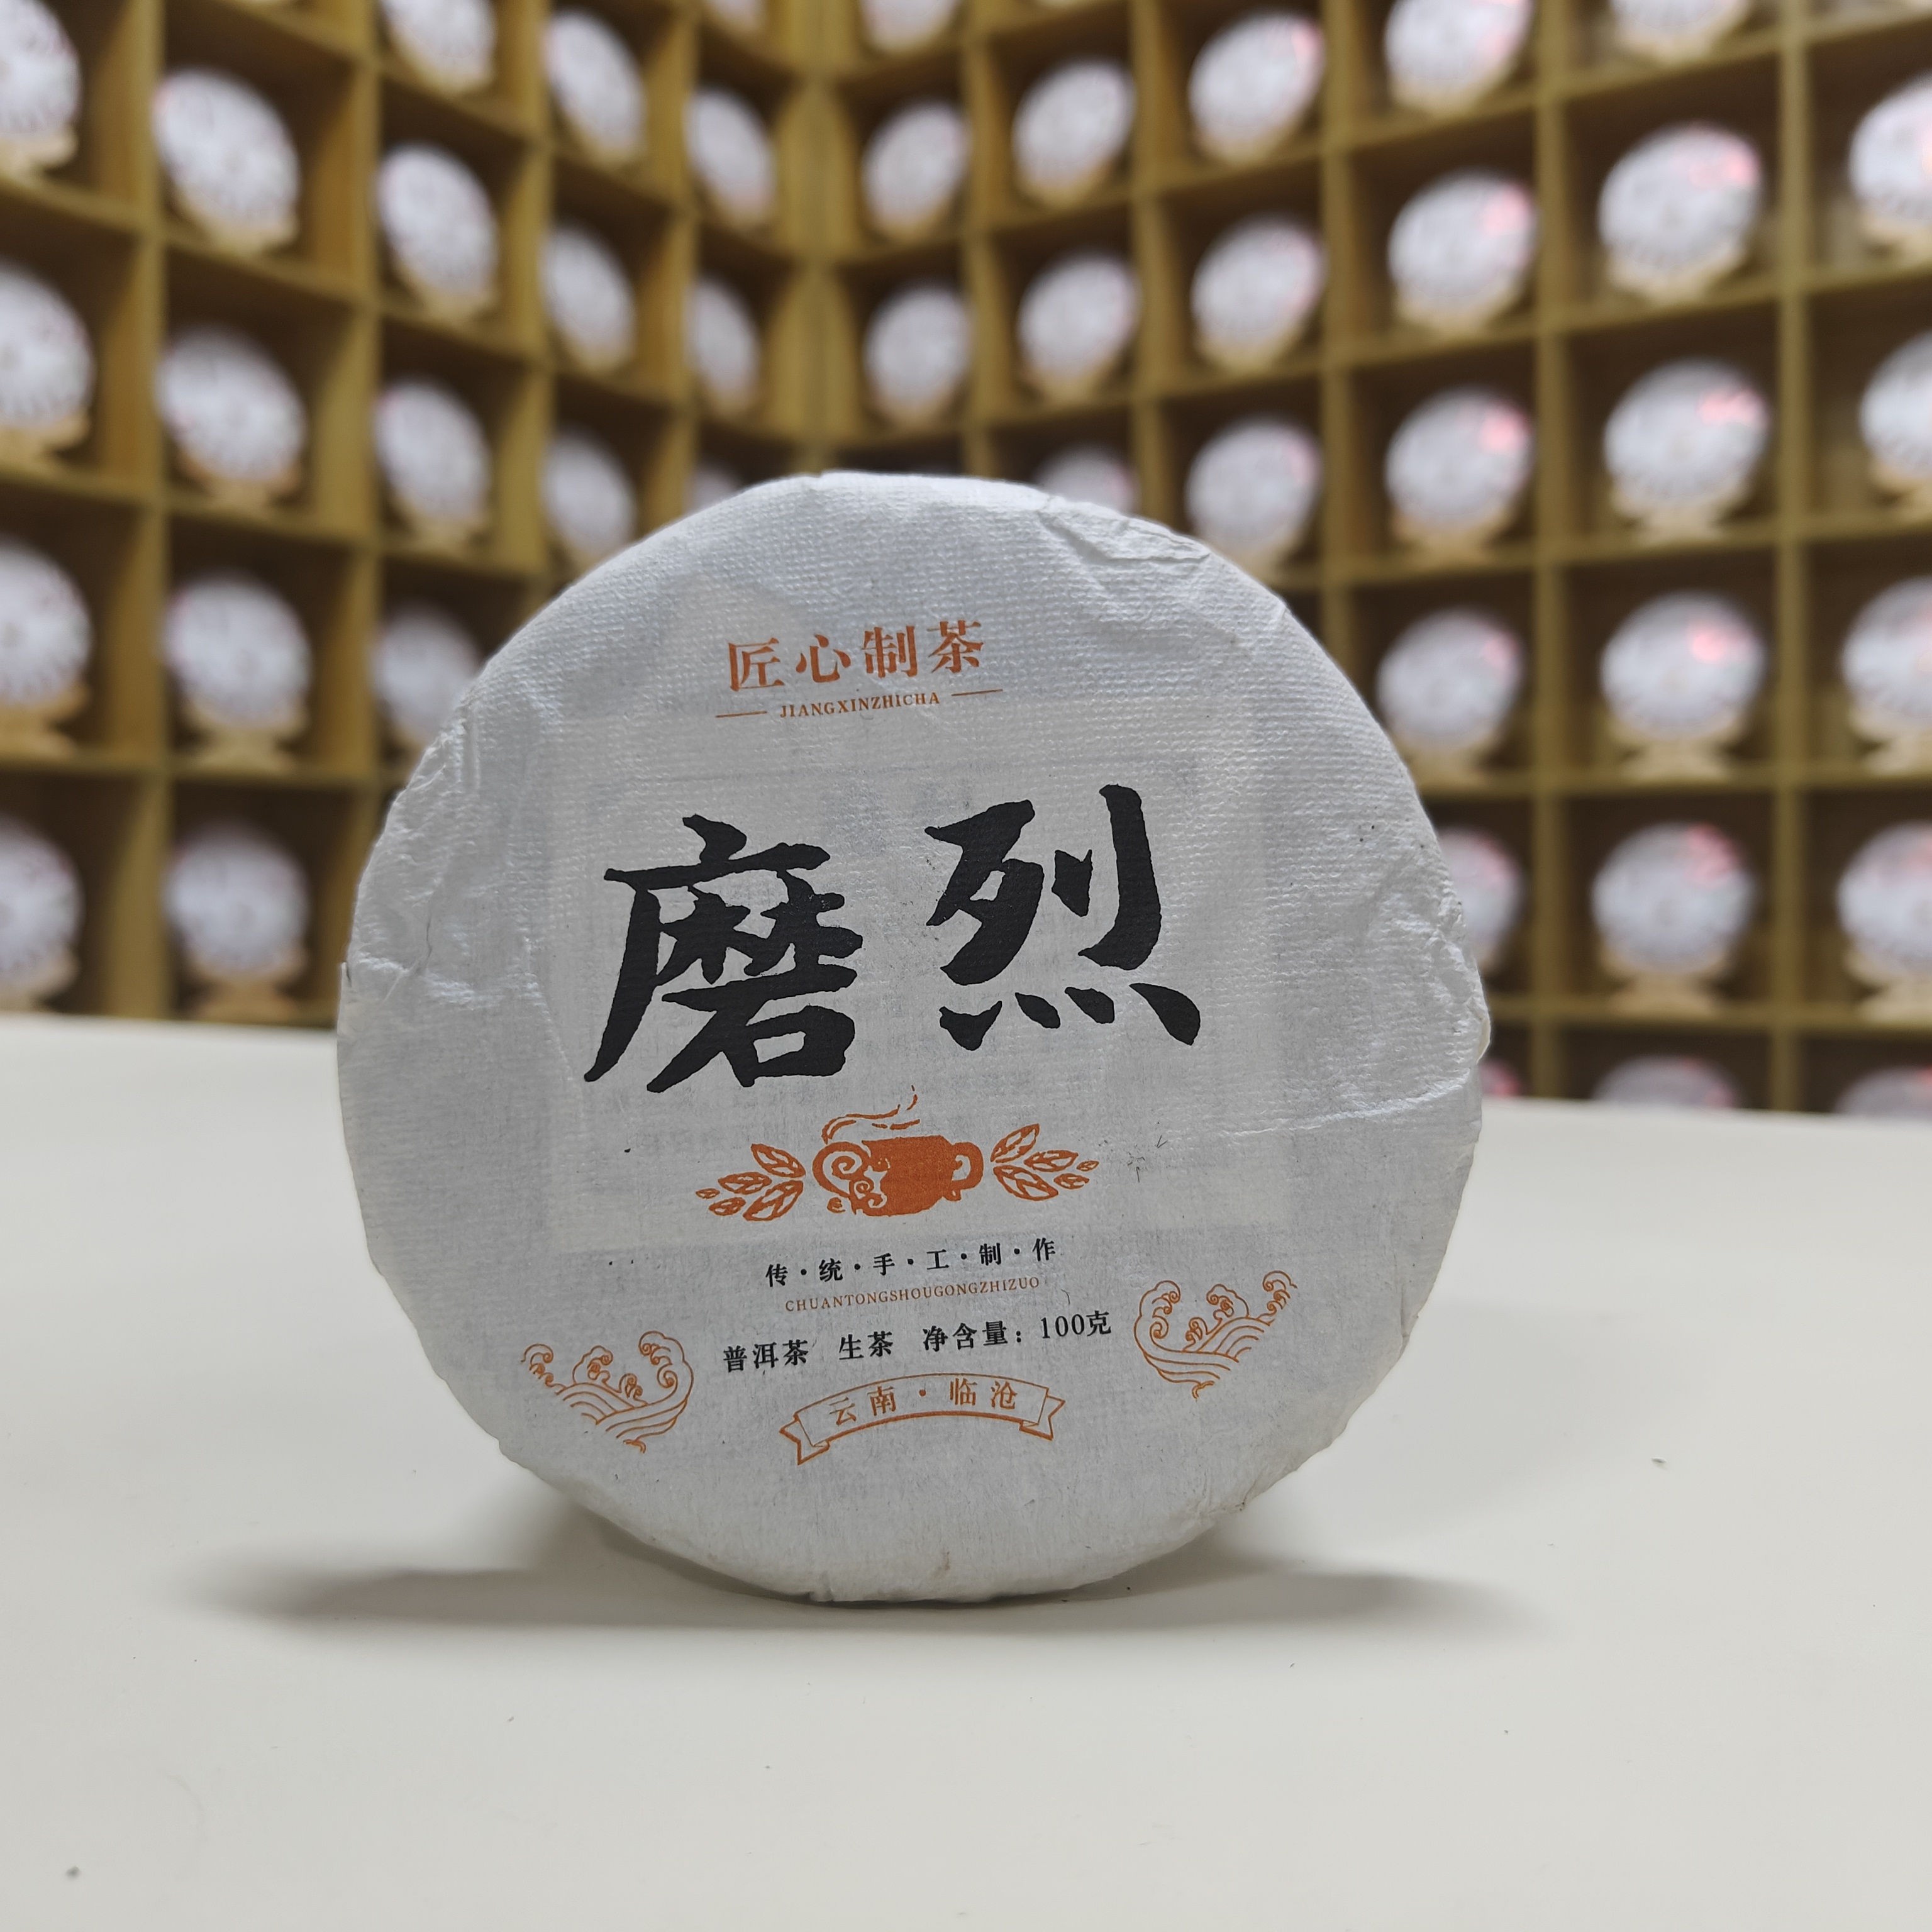 匠心制茶
JIANGXINZHICHA
磨烈
传·统·手·工·制·作
CHUANTONGSHOUGONGZHIZUO
普洱茶 生茶 净含量：100克
云南·临沧